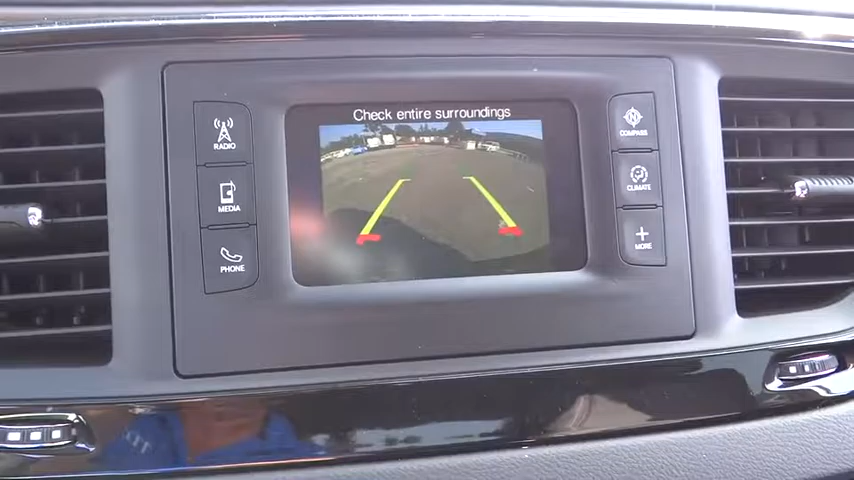 Check entire surroundings
RADIO
MEDIA
PHONE
N
COMPASS
CLIMATE
+
MORE